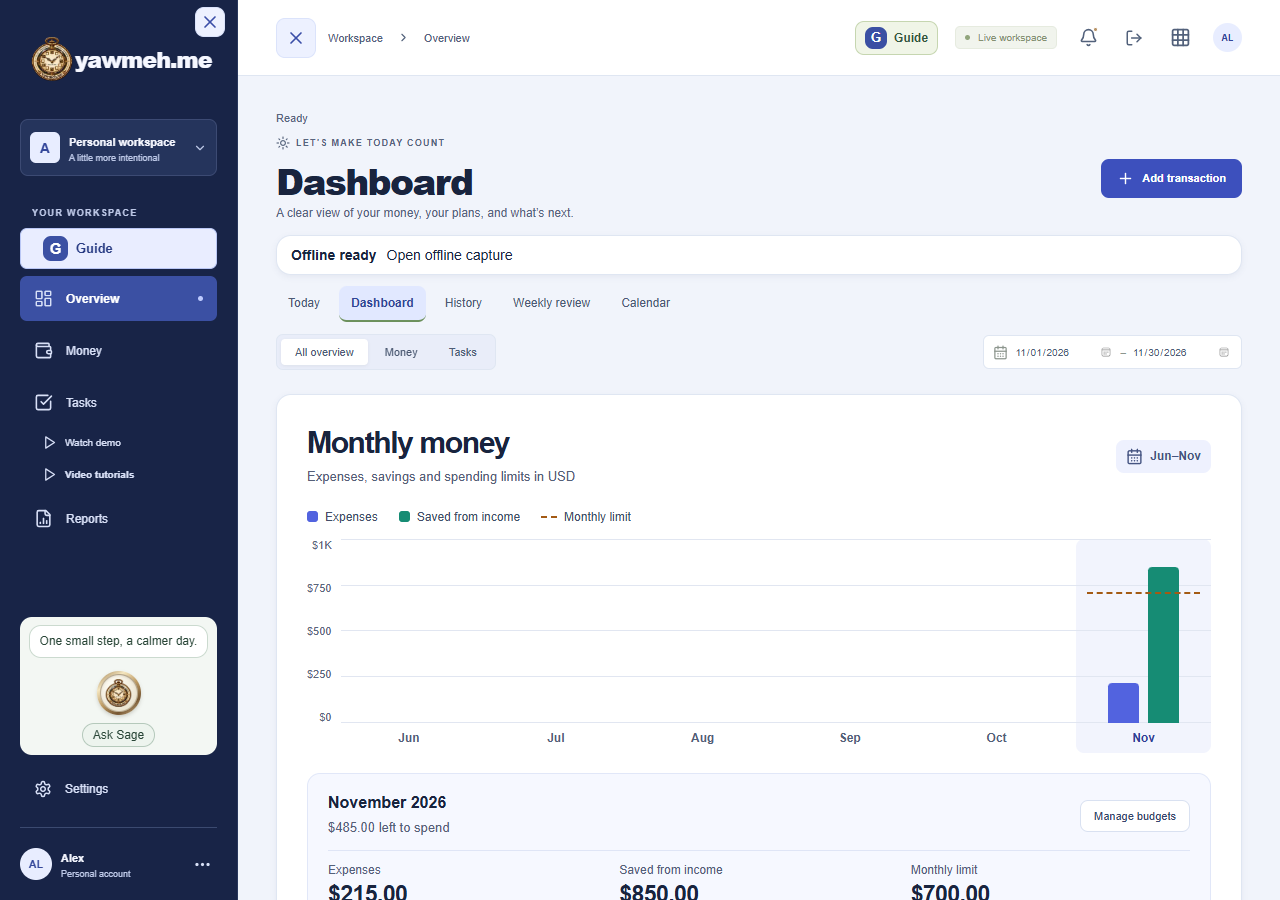 yawmeh.me
A
Personal workspace
A little more intentional
YOUR WORKSPACE
G Guide
Overview
Money
Tasks
Watch demo
Video tutorials
Reports
One small step, a calmer day.
Ask Sage
Settings
AL
Alex
Personal account
Workspace > Overview
G Guide
Live workspace
AL
Ready
LET'S MAKE TODAY COUNT
Dashboard
A clear view of your money, your plans, and what's next.
+ Add transaction
Offline ready Open offline capture
Today Dashboard History Weekly review Calendar
All overview Money Tasks
11/01/2026 – 11/30/2026
Monthly money
Expenses, savings and spending limits in USD
Jun–Nov
Expenses Saved from income Monthly limit
$1K
$750
$500
$250
$0
Jun Jul Aug Sep Oct Nov
November 2026
$485.00 left to spend
Manage budgets
Expenses Saved from income Monthly limit
$215.00 $850.00 $700.00